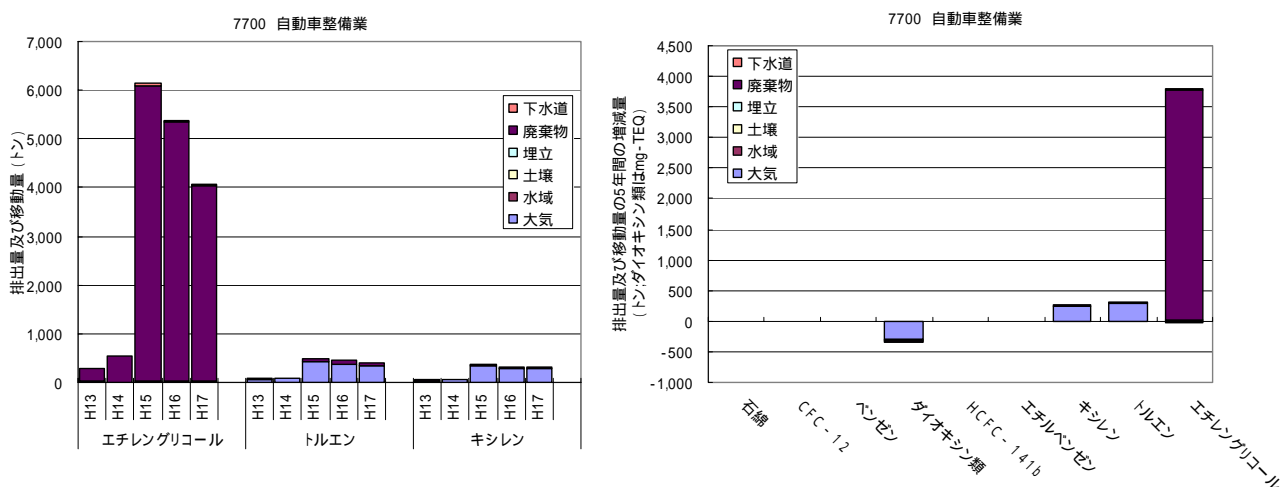 7700 自動車整備業
排出量及び移動量 (トン)
7,000
6,000
5,000
4,000
3,000
2,000
1,000
0
下水道
廃棄物
埋立
土壌
水域
大気
H13 H14 H15 H16 H17 H13 H14 H15 H16 H17 H13 H14 H15 H16 H17
エチレングリコール トルエン キシレン
7700 自動車整備業
排出量及び移動量の5年間の増減量
(トン;ダイオキシン類はmg-TEQ)
4,500
4,000
3,500
3,000
2,500
2,000
1,500
1,000
500
0
-500
-1,000
下水道
廃棄物
埋立
土壌
水域
大気
石綿
CFC-12
ベンゼン
ダイオキシン類
HCFC-141b
エチルベンゼン
キシレン
トルエン
エチレングリコール